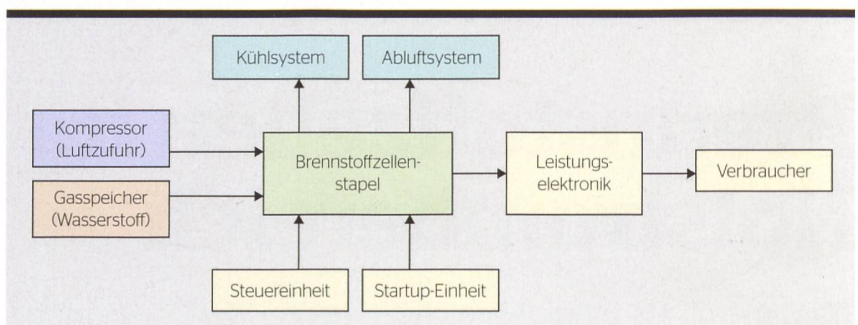 Kühlsystem
Abluftsystem
Kompressor
(Luftzufuhr)
Gasspeicher
(Wasserstoff)
Brennstoffzellen-
stapel
Leistungs-
elektronik
Verbraucher
Steuereinheit
Startup-Einheit